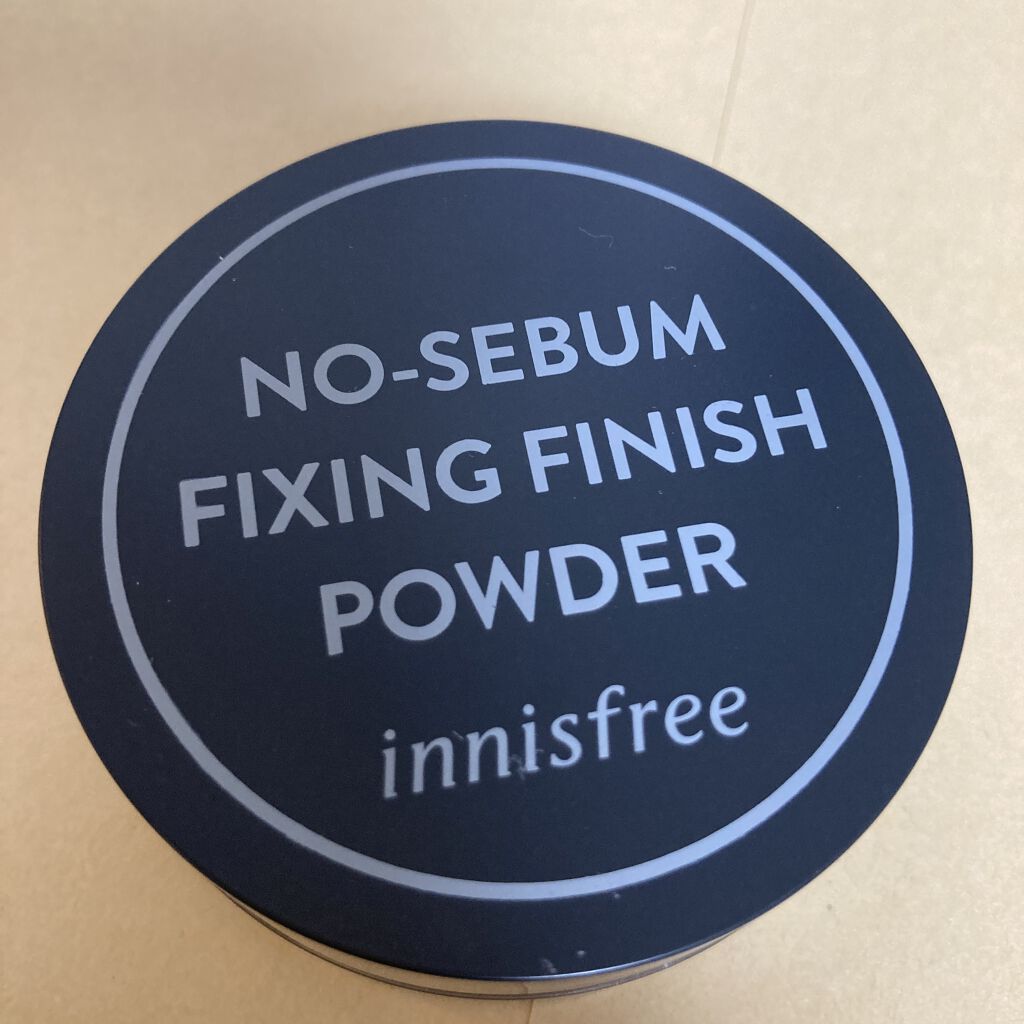 NO-SEBUM
FIXING FINISH
POWDER
innisfree